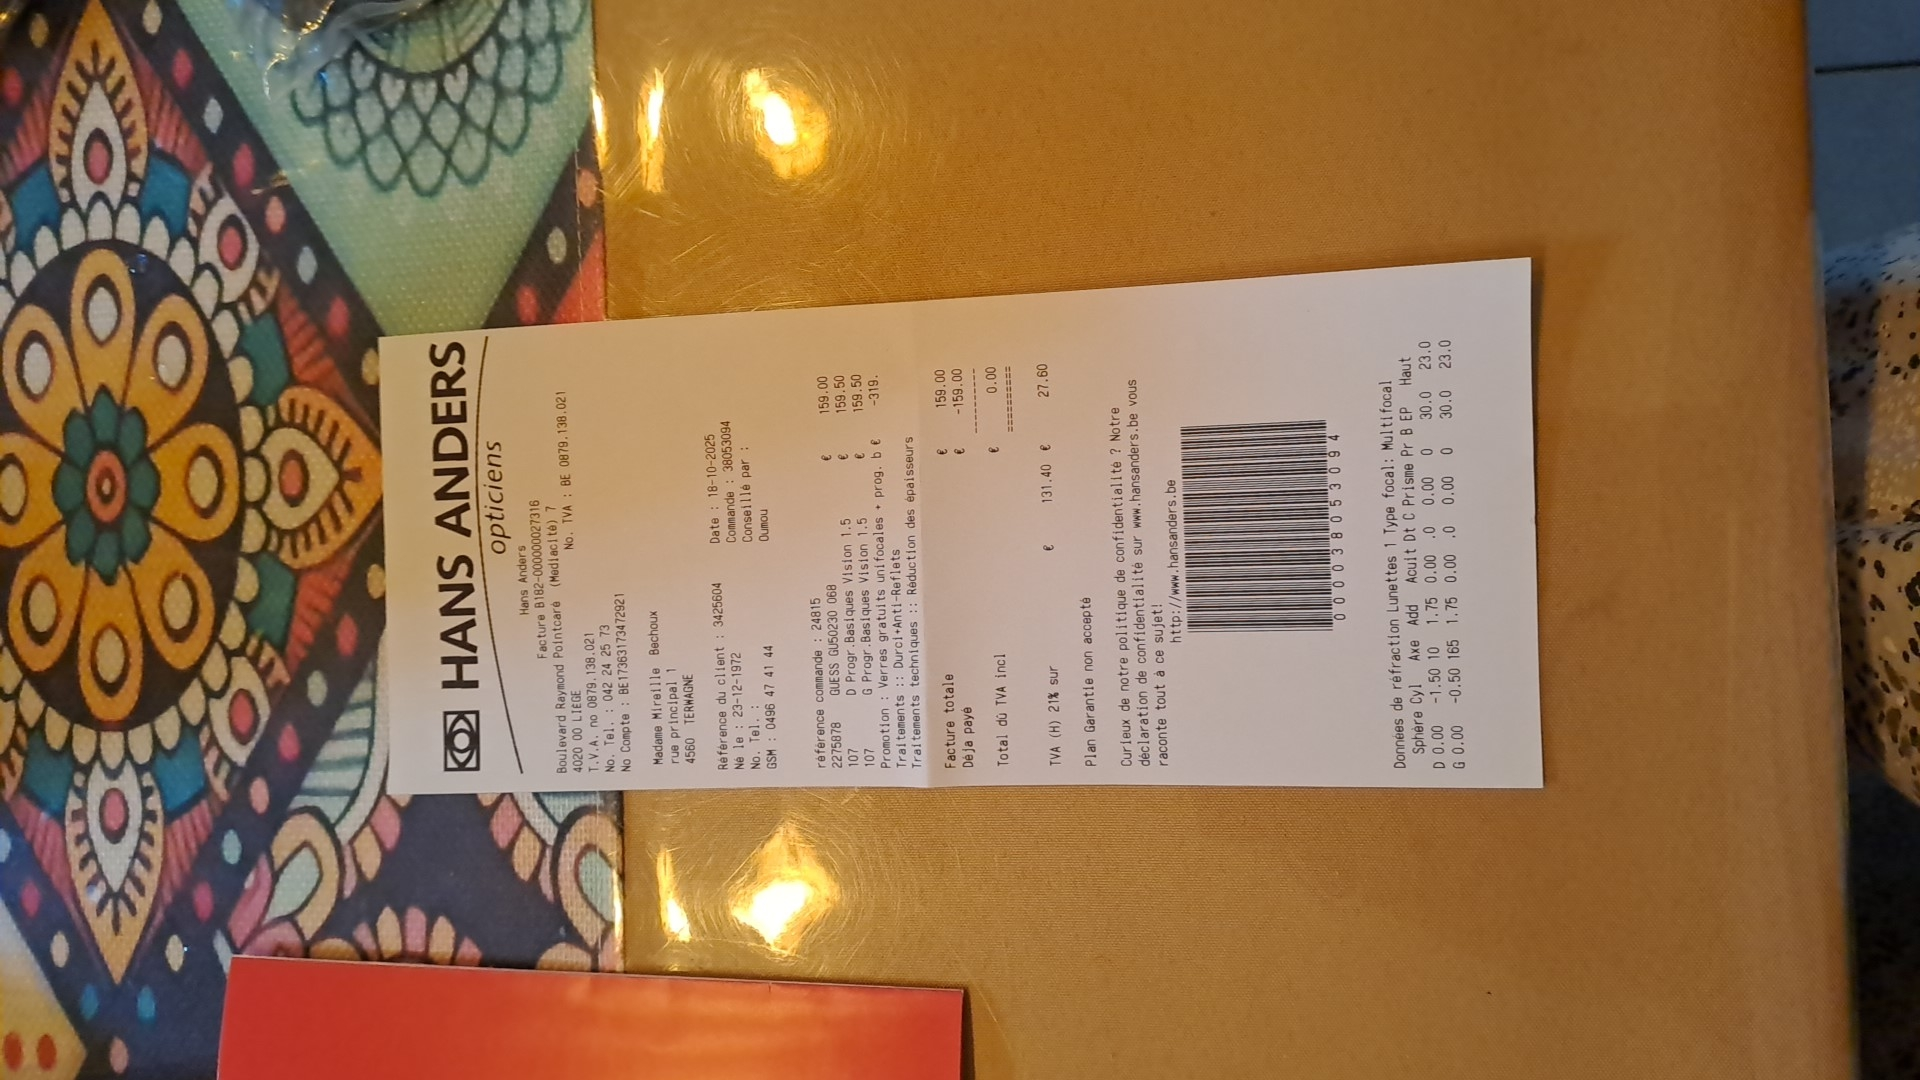 HANS ANDERS
opticiens
Hans Anders
Facture B182-0000000027316
Boulevard Raymond Pointcaré (Mediacité) 7
4020 00 LIEGE No. TVA : BE 0879.138.021
T.V.A. no 0879.138.021
No. Tel. : 042 24 25 73
No Compte : BE17363173472921
Madame Mireille Bechoux
rue principal 1
4560 TERWAGNE
Référence du client : 3425604 Date : 18-10-2025
Né le : 23-12-1972 Commande : 38053094
No. Tel. : Conseillé par :
GSM : 0496 47 41 44 Oumou
référence commande : 24815
2275878 GUESS GU50230 068 € 159.00
107 D Progr.Basiques Vision 1.5 € 159.50
107 G Progr.Basiques Vision 1.5 € 159.50
Promotion : Verres gratuits unifocales + prog. b € -319.
Traitements :: Durci+Anti-Reflets
Traitements techniques :: Réduction des épaisseurs
Facture totale € 159.00
Déja payé € -159.00
----------
Total dû TVA incl € 0.00
==========
TVA (H) 21% sur € 131.40 € 27.60
Plan Garantie non accepté
Curieux de notre politique de confidentialité ? Notre
déclaration de confidentialité sur www.hansanders.be vous
raconte tout à ce sujet!
http://www.hansanders.be
000038053094
Données de réfraction Lunettes 1 Type focal: Multifocal
Sphère Cyl Axe Add Acuit Dt C Prisme Pr B EP Haut
D 0.00 -1.50 10 1.75 0.00 .0 0.00 0 30.0 23.0
G 0.00 -0.50 165 1.75 0.00 .0 0.00 0 30.0 23.0